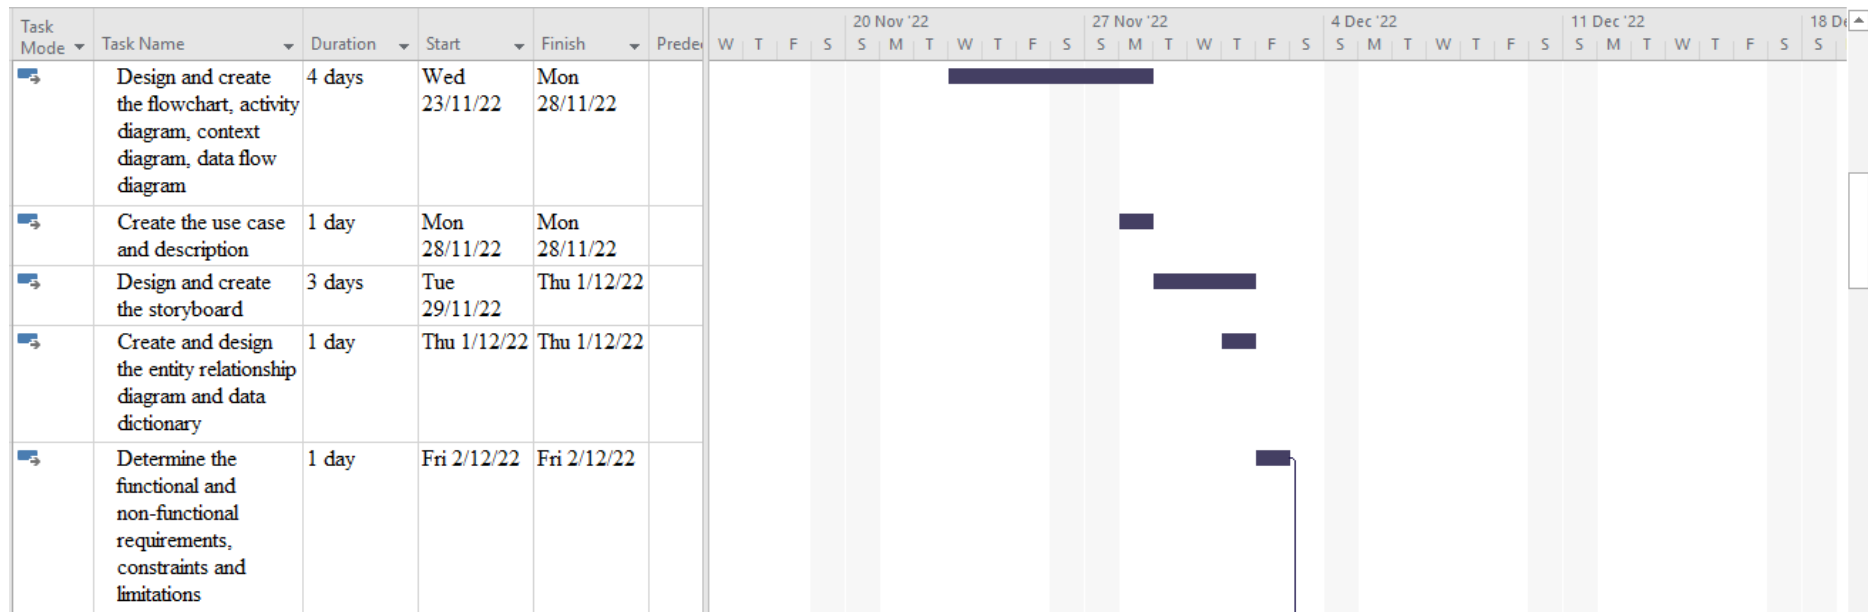 20 Nov '22 27 Nov '22 4 Dec '22 11 Dec '22 18 De
Task
Mode Task Name Duration Start Finish Prede W T F S S M T W T F S S M T W T F S S M T W T F S S M T W T F S S
Design and create 4 days Wed Mon
the flowchart, activity 23/11/22 28/11/22
diagram, context
diagram, data flow
diagram
Create the use case 1 day Mon Mon
and description 28/11/22 28/11/22
Design and create 3 days Tue Thu 1/12/22
the storyboard 29/11/22
Create and design 1 day Thu 1/12/22 Thu 1/12/22
the entity relationship
diagram and data
dictionary
Determine the 1 day Fri 2/12/22 Fri 2/12/22
functional and
non-functional
requirements,
constraints and
limitations